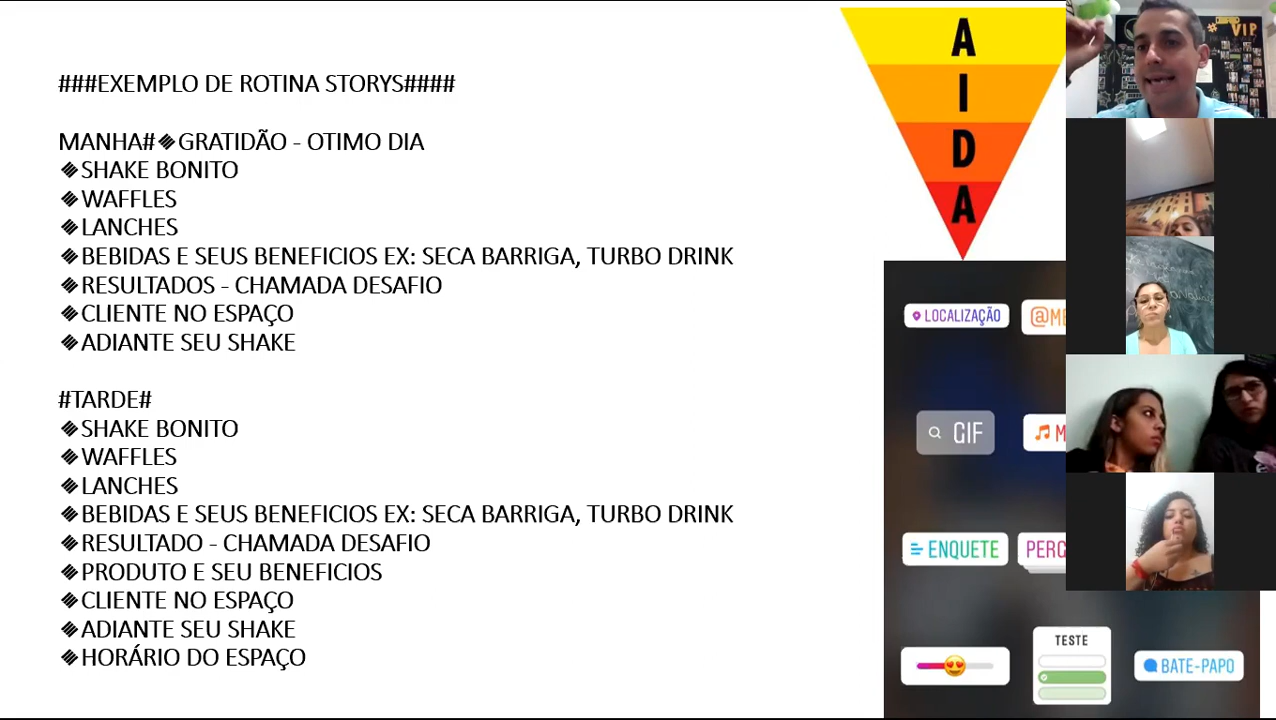 ###EXEMPLO DE ROTINA STORYS####
MANHA#GRATIDÃO - OTIMO DIA
SHAKE BONITO
WAFFLES
LANCHES
BEBIDAS E SEUS BENEFICIOS EX: SECA BARRIGA, TURBO DRINK
RESULTADOS - CHAMADA DESAFIO
CLIENTE NO ESPAÇO
ADIANTE SEU SHAKE
#TARDE#
SHAKE BONITO
WAFFLES
LANCHES
BEBIDAS E SEUS BENEFICIOS EX: SECA BARRIGA, TURBO DRINK
RESULTADO - CHAMADA DESAFIO
PRODUTO E SEU BENEFICIOS
CLIENTE NO ESPAÇO
ADIANTE SEU SHAKE
HORÁRIO DO ESPAÇO
A
I
D
A
LOCALIZAÇÃO
@ME
GIF
M
ENQUETE
PERG
TESTE
BATE-PAPO
# VIP